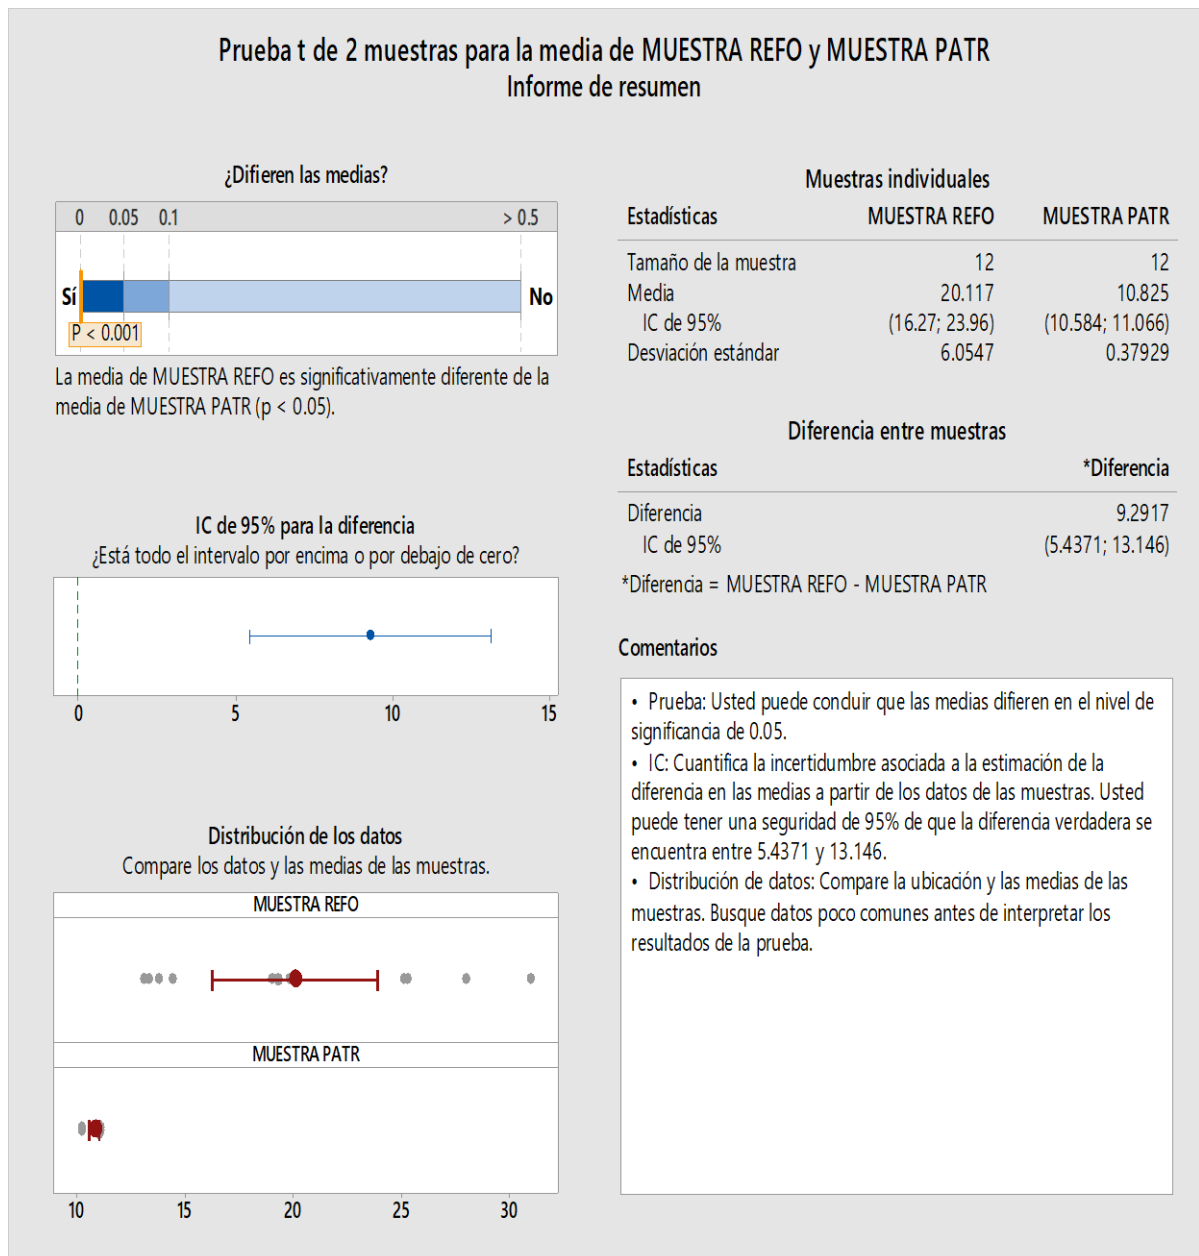 Prueba t de 2 muestras para la media de MUESTRA REFO y MUESTRA PATR
Informe de resumen
¿Difieren las medias?
0 0.05 0.1 > 0.5
Sí No
P < 0.001
La media de MUESTRA REFO es significativamente diferente de la
media de MUESTRA PATR (p < 0.05).
IC de 95% para la diferencia
¿Está todo el intervalo por encima o por debajo de cero?
0 5 10 15
Distribución de los datos
Compare los datos y las medias de las muestras.
MUESTRA REFO
MUESTRA PATR
10 15 20 25 30
Muestras individuales
Estadísticas MUESTRA REFO MUESTRA PATR
Tamaño de la muestra 12 12
Media 20.117 10.825
IC de 95% (16.27; 23.96) (10.584; 11.066)
Desviación estándar 6.0547 0.37929
Diferencia entre muestras
Estadísticas *Diferencia
Diferencia 9.2917
IC de 95% (5.4371; 13.146)
*Diferencia = MUESTRA REFO - MUESTRA PATR
Comentarios
• Prueba: Usted puede concluir que las medias difieren en el nivel de
significancia de 0.05.
• IC: Cuantifica la incertidumbre asociada a la estimación de la
diferencia en las medias a partir de los datos de las muestras. Usted
puede tener una seguridad de 95% de que la diferencia verdadera se
encuentra entre 5.4371 y 13.146.
• Distribución de datos: Compare la ubicación y las medias de las
muestras. Busque datos poco comunes antes de interpretar los
resultados de la prueba.